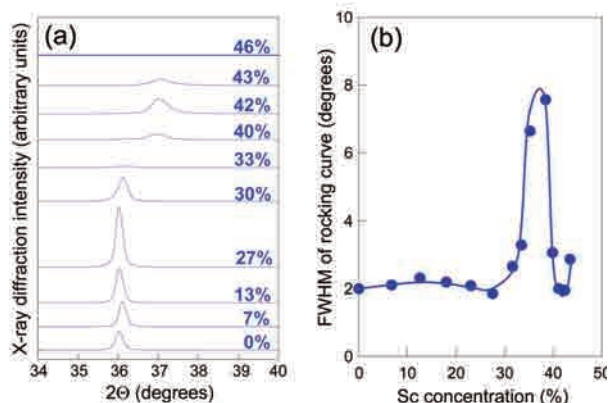 (a)
46%
43%
42%
40%
33%
30%
27%
13%
7%
0%
34 35 36 37 38 39 40
2Θ (degrees)
X-ray diffraction intensity (arbitrary units)
(b)
10
8
6
4
2
0
0 10 20 30 40 50
Sc concentration (%)
FWHM of rocking curve (degrees)